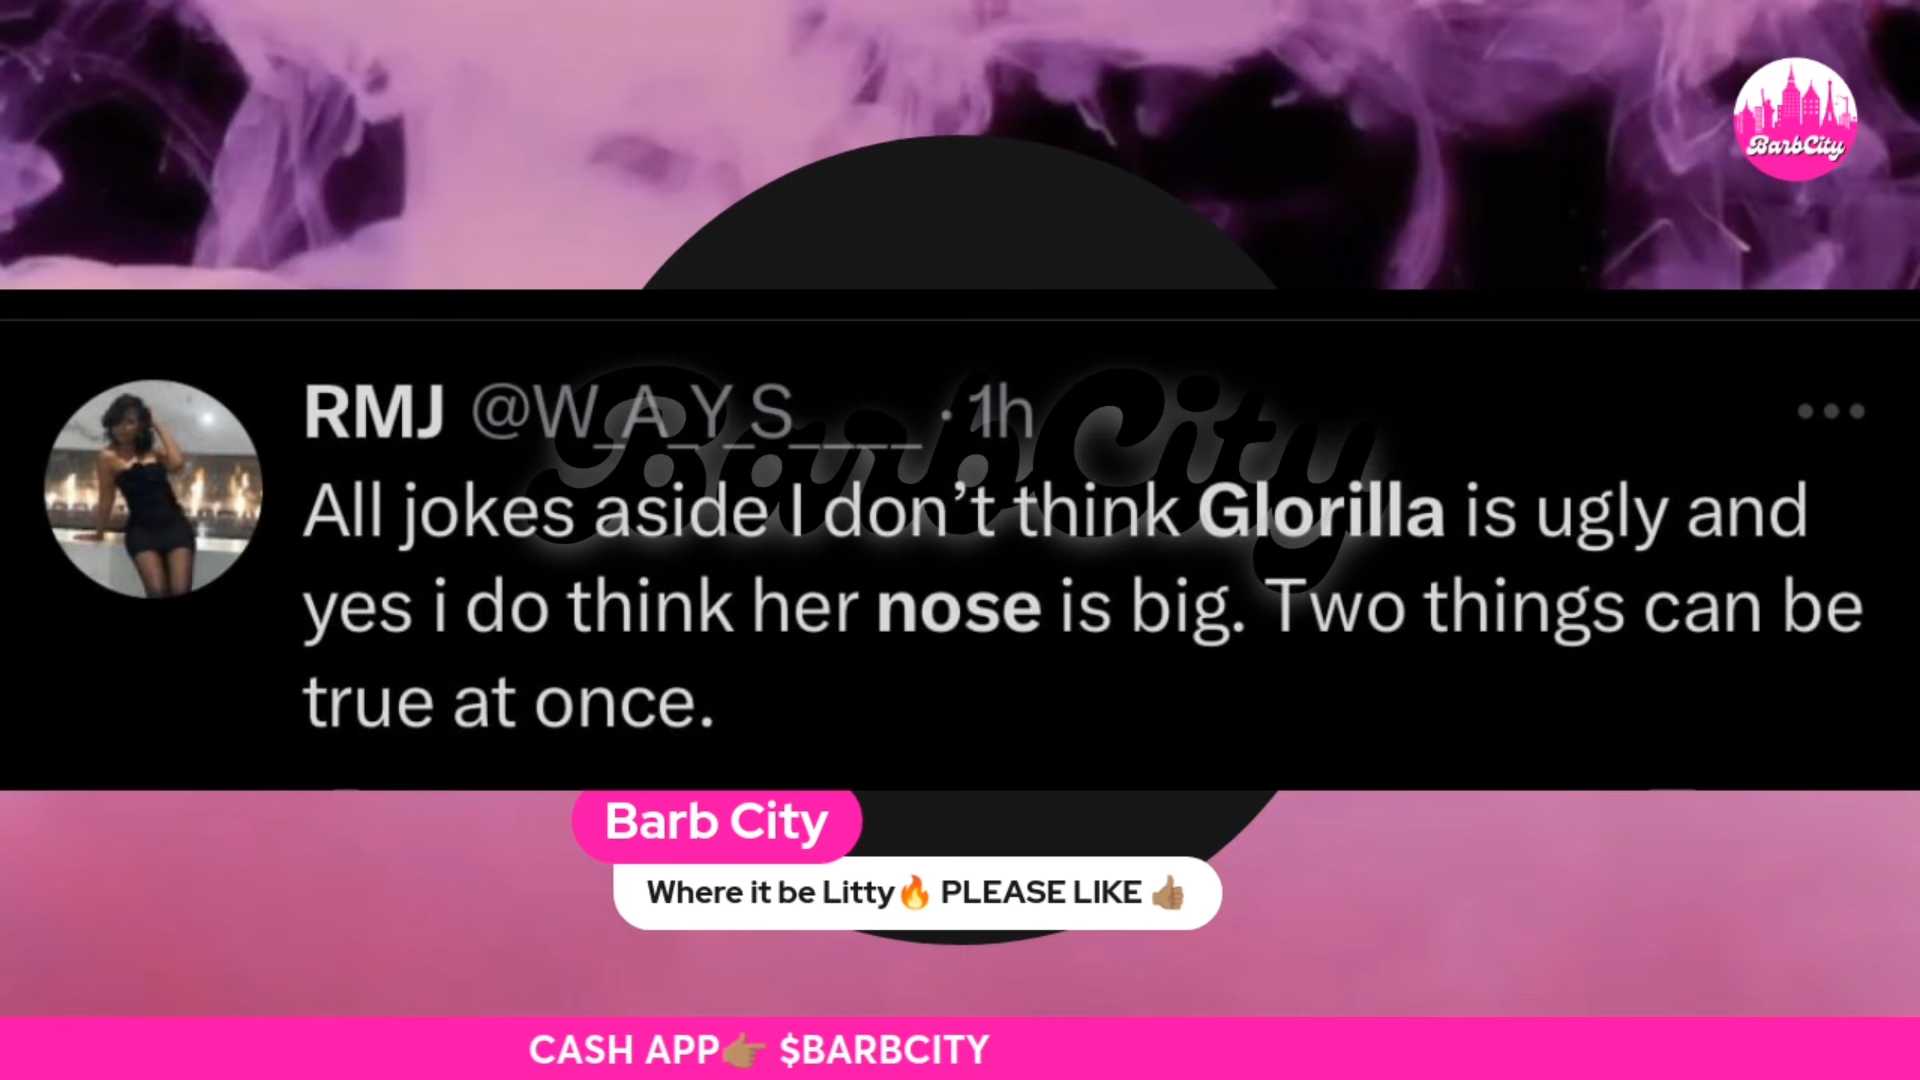 BarbCity
RMJ @W_A_Y_S____ · 1h
BarbCity
All jokes aside I don’t think Glorilla is ugly and
yes i do think her nose is big. Two things can be
true at once.
Barb City
Where it be Litty🔥 PLEASE LIKE 👍🏽
CASH APP👉🏽 $BARBCITY